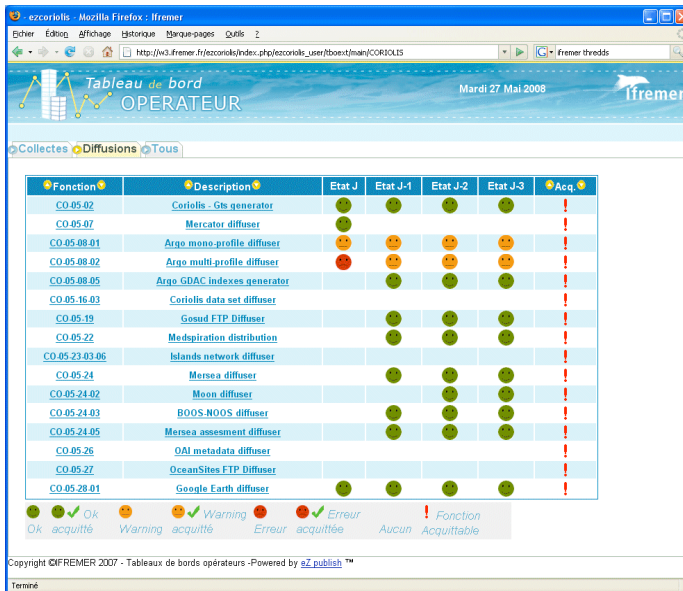 - ezcoriolis - Mozilla Firefox : Ifremer
Eichier Édition Affichage Historique Marque-pages Outils ?
http://w3.ifremer.fr/ezcoriolis/index.php/ezcoriolis_user/tboext/main/CORIOLIS
ifremer thredds
Tableau de bord
OPERATEUR
Mardi 27 Mai 2008
Ifremer
Collectes Diffusions Tous
Fonction Description Etat J Etat J-1 Etat J-2 Etat J-3 Acq.
CO-05-02 Coriolis - Gts generator
CO-05-07 Mercator diffuser
CO-05-08-01 Argo mono-profile diffuser
CO-05-08-02 Argo multi-profile diffuser
CO-05-08-05 Argo GDAC indexes generator
CO-05-16-03 Coriolis data set diffuser
CO-05-19 Gosud FTP Diffuser
CO-05-22 Medspiration distribution
CO-05-23-03-06 Islands network diffuser
CO-05-24 Mersea diffuser
CO-05-24-02 Moon diffuser
CO-05-24-03 BOOS-NOOS diffuser
CO-05-24-05 Mersea assesment diffuser
CO-05-26 OAI metadata diffuser
CO-05-27 OceanSites FTP Diffuser
CO-05-28-01 Google Earth diffuser
Ok Warning Erreur Fonction
Ok acquitté Warning acquitté Erreur acquittée Aucun Acquittable
Copyright ©IFREMER 2007 - Tableaux de bords opérateurs -Powered by eZ publish ™
Terminé